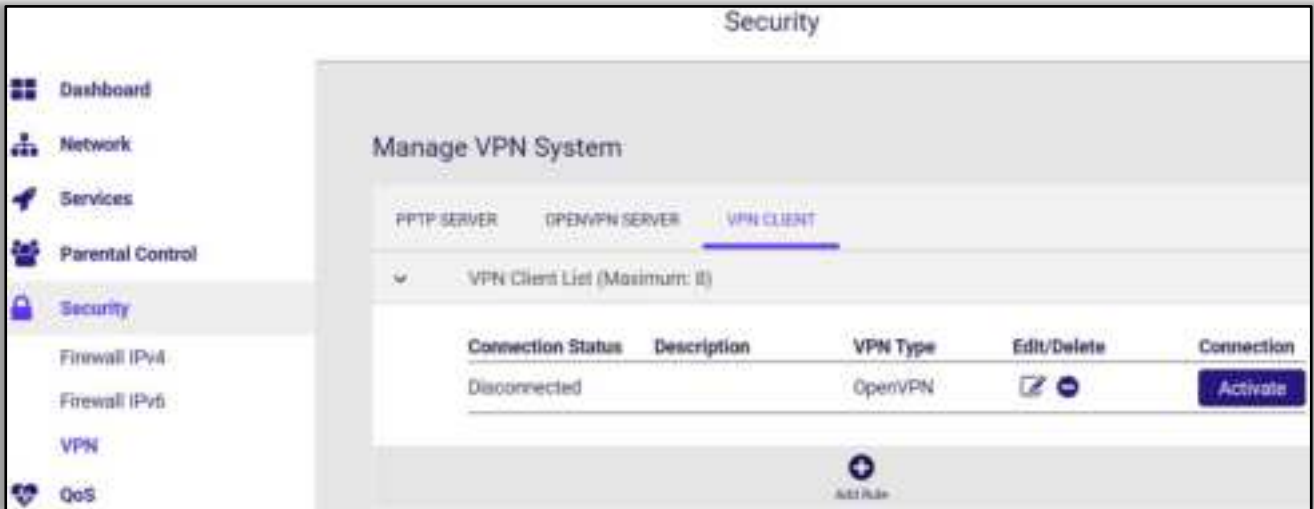 Security
Dashboard
Network
Services
Parental Control
Security
Firewall IPv4
Firewall IPv6
VPN
QoS
Manage VPN System
PPTP SERVER OPENVPN SERVER VPN CLIENT
VPN Client List (Maximum: 8)
Connection Status Description VPN Type Edit/Delete Connection
Disconnected OpenVPN Activate
Add Rule